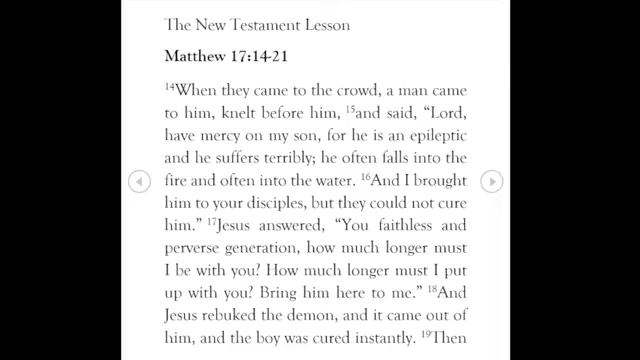 The New Testament Lesson
Matthew 17:14-21
¹⁴When they came to the crowd, a man came
to him, knelt before him, ¹⁵and said, “Lord,
have mercy on my son, for he is an epileptic
and he suffers terribly; he often falls into the
fire and often into the water. ¹⁶And I brought
him to your disciples, but they could not cure
him.” ¹⁷Jesus answered, “You faithless and
perverse generation, how much longer must
I be with you? How much longer must I put
up with you? Bring him here to me.” ¹⁸And
Jesus rebuked the demon, and it came out of
him, and the boy was cured instantly. ¹⁹Then